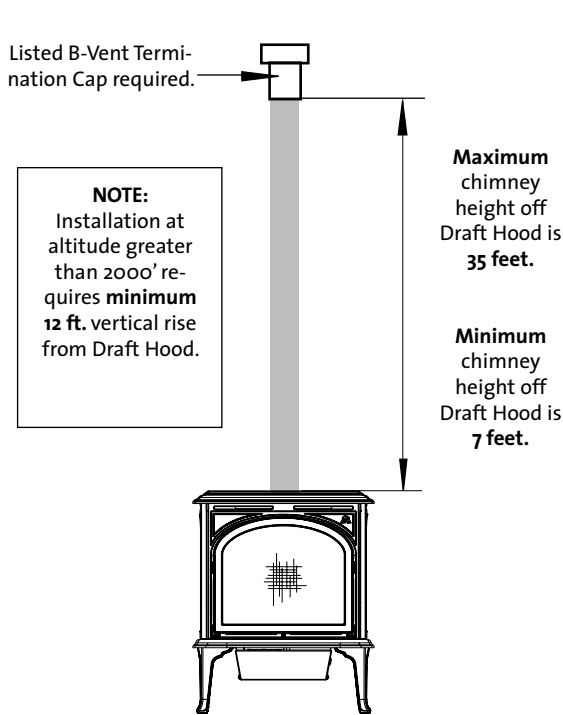 Listed B-Vent Termi-
nation Cap required.
NOTE:
Installation at
altitude greater
than 2000’ re-
quires minimum
12 ft. vertical rise
from Draft Hood.
Maximum
chimney
height off
Draft Hood is
35 feet.
Minimum
chimney
height off
Draft Hood is
7 feet.